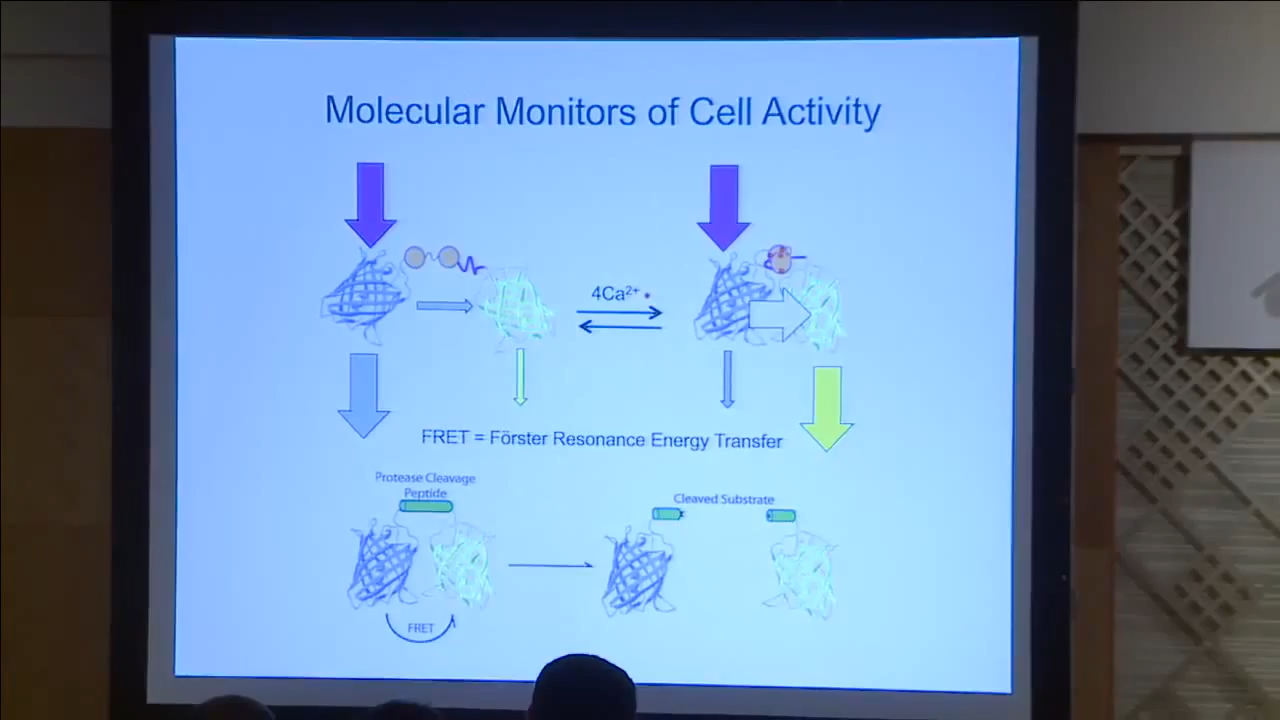 Molecular Monitors of Cell Activity
4Ca²⁺
FRET = Förster Resonance Energy Transfer
Protease Cleavage
Peptide
Cleaved Substrate
FRET